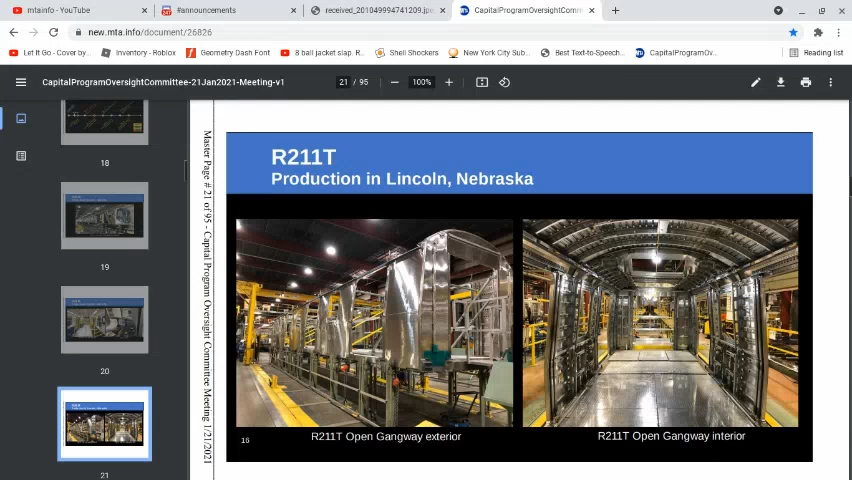 mtainfo - YouTube
#announcements
received_201049994741209.jpe
CapitalProgramOversightComm
new.mta.info/document/26826
Let It Go - Cover by...
Inventory - Roblox
Geometry Dash Font
8 ball jacket slap. R...
Shell Shockers
New York City Sub...
Best Text-to-Speech...
CapitalProgramOv...
Reading list
CapitalProgramOversightCommittee-21Jan2021-Meeting-v1
21 / 95
100%
18
19
20
21
Master Page # 21 of 95 - Capital Program Oversight Committee Meeting 1/21/2021
R211T
Production in Lincoln, Nebraska
16
R211T Open Gangway exterior
R211T Open Gangway interior